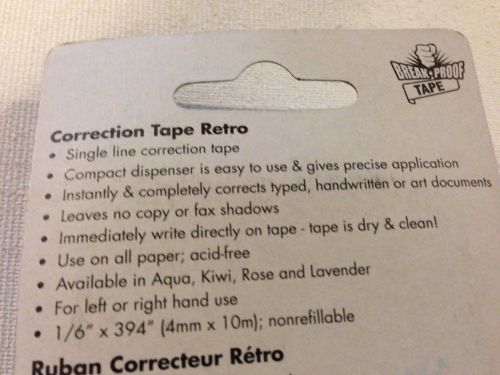 BREAK-PROOF
TAPE
Correction Tape Retro
• Single line correction tape
• Compact dispenser is easy to use & gives precise application
• Instantly & completely corrects typed, handwritten or art documents
• Leaves no copy or fax shadows
• Immediately write directly on tape - tape is dry & clean!
• Use on all paper; acid-free
• Available in Aqua, Kiwi, Rose and Lavender
• For left or right hand use
• 1/6" x 394" (4mm x 10m); nonrefillable
Ruban Correcteur Rétro